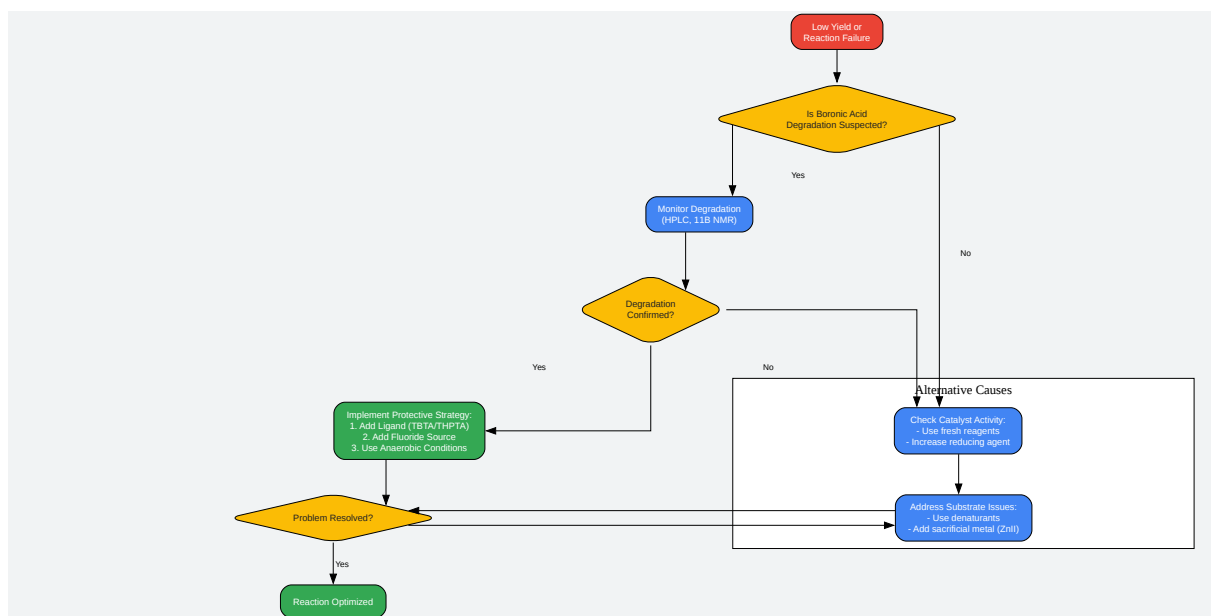 Low Yield or
Reaction Failure
Is Boronic Acid
Degradation Suspected?
Yes
Monitor Degradation
(HPLC, 11B NMR)
No
Degradation
Confirmed?
Yes
No
Alternative Causes
Implement Protective Strategy:
1. Add Ligand (TBTA/THPTA)
2. Add Fluoride Source
3. Use Anaerobic Conditions
Check Catalyst Activity:
- Use fresh reagents
- Increase reducing agent
Problem Resolved?
Address Substrate Issues:
- Use denaturants
- Add sacrificial metal (ZnII)
Yes
Reaction Optimized